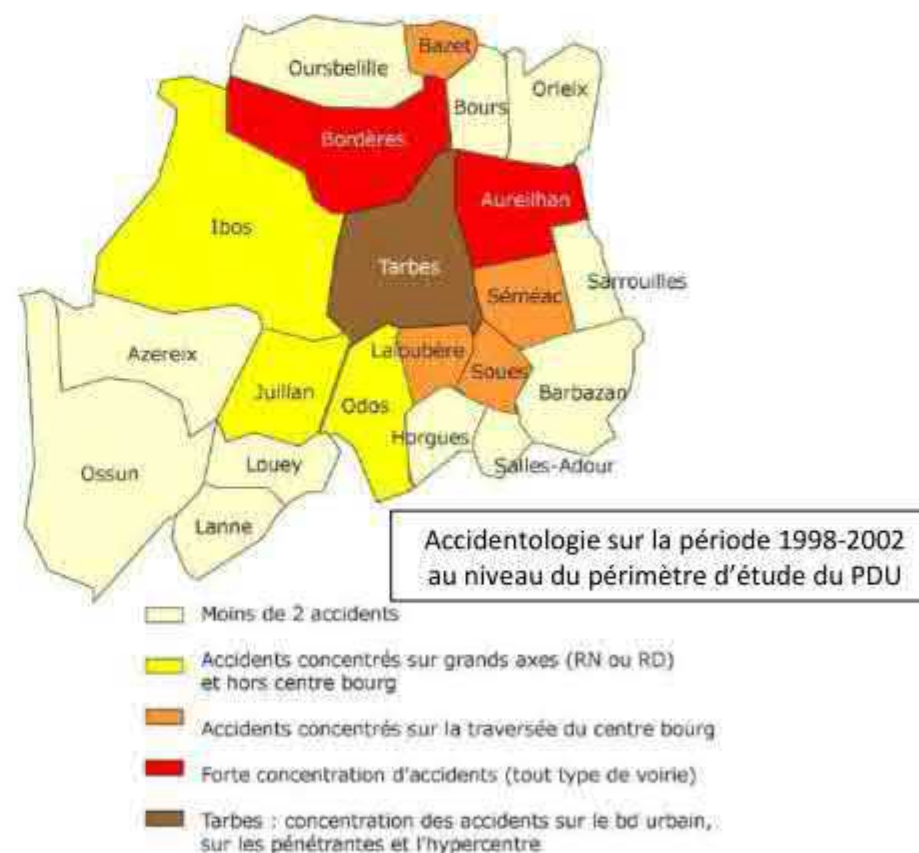 Bazet
Oursbelille
Orleix
Bours
Bordères
Aureilhan
Ibos
Tarbes
Sarrouilles
Séméac
Azereix
Laloubère
Soues
Juillan
Barbazan
Odos
Horgues
Louey
Salles-Adour
Ossun
Lanne
Accidentologie sur la période 1998-2002
au niveau du périmètre d'étude du PDU
Moins de 2 accidents
Accidents concentrés sur grands axes (RN ou RD)
et hors centre bourg
Accidents concentrés sur la traversée du centre bourg
Forte concentration d'accidents (tout type de voirie)
Tarbes : concentration des accidents sur le bd urbain,
sur les pénétrantes et l'hypercentre